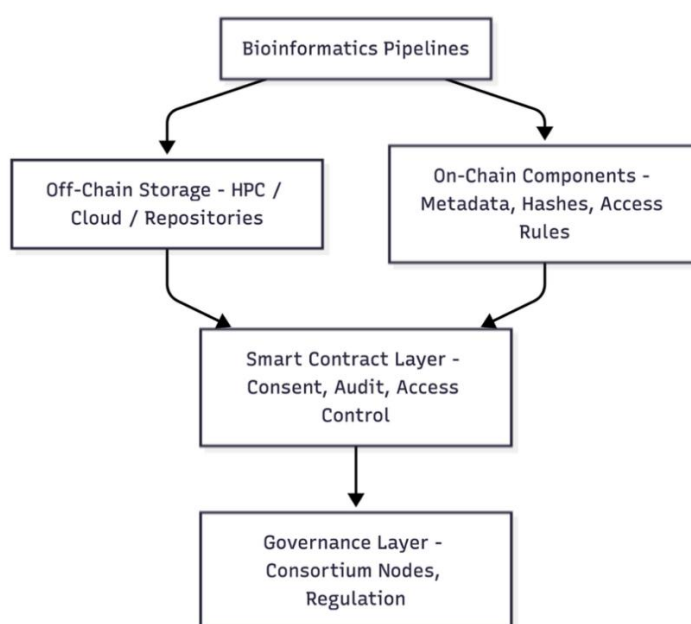 Bioinformatics Pipelines
Off-Chain Storage - HPC /
Cloud / Repositories
On-Chain Components -
Metadata, Hashes, Access
Rules
Smart Contract Layer -
Consent, Audit, Access
Control
Governance Layer -
Consortium Nodes,
Regulation